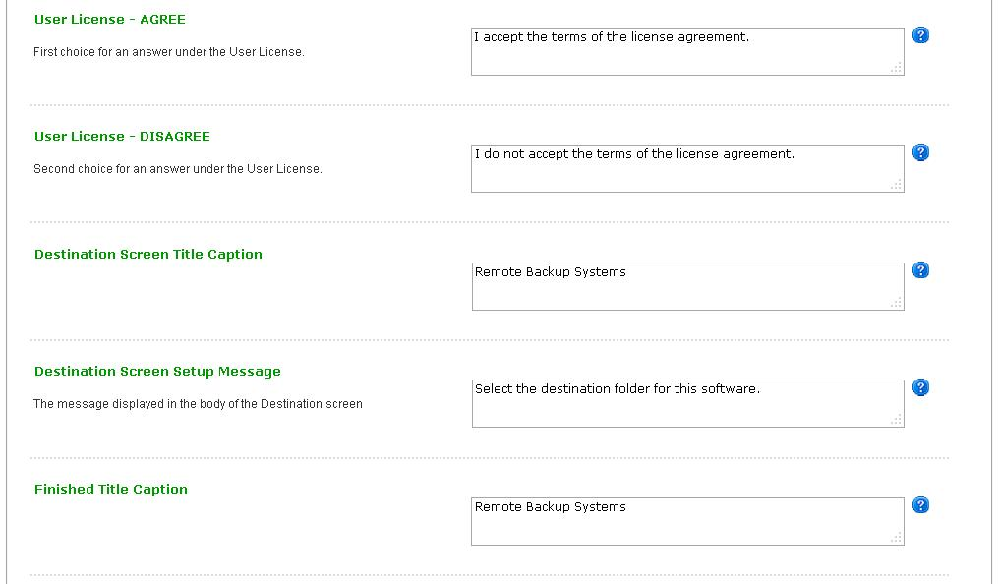 User License - AGREE
First choice for an answer under the User License.
I accept the terms of the license agreement.
User License - DISAGREE
Second choice for an answer under the User License.
I do not accept the terms of the license agreement.
Destination Screen Title Caption
Remote Backup Systems
Destination Screen Setup Message
The message displayed in the body of the Destination screen
Select the destination folder for this software.
Finished Title Caption
Remote Backup Systems